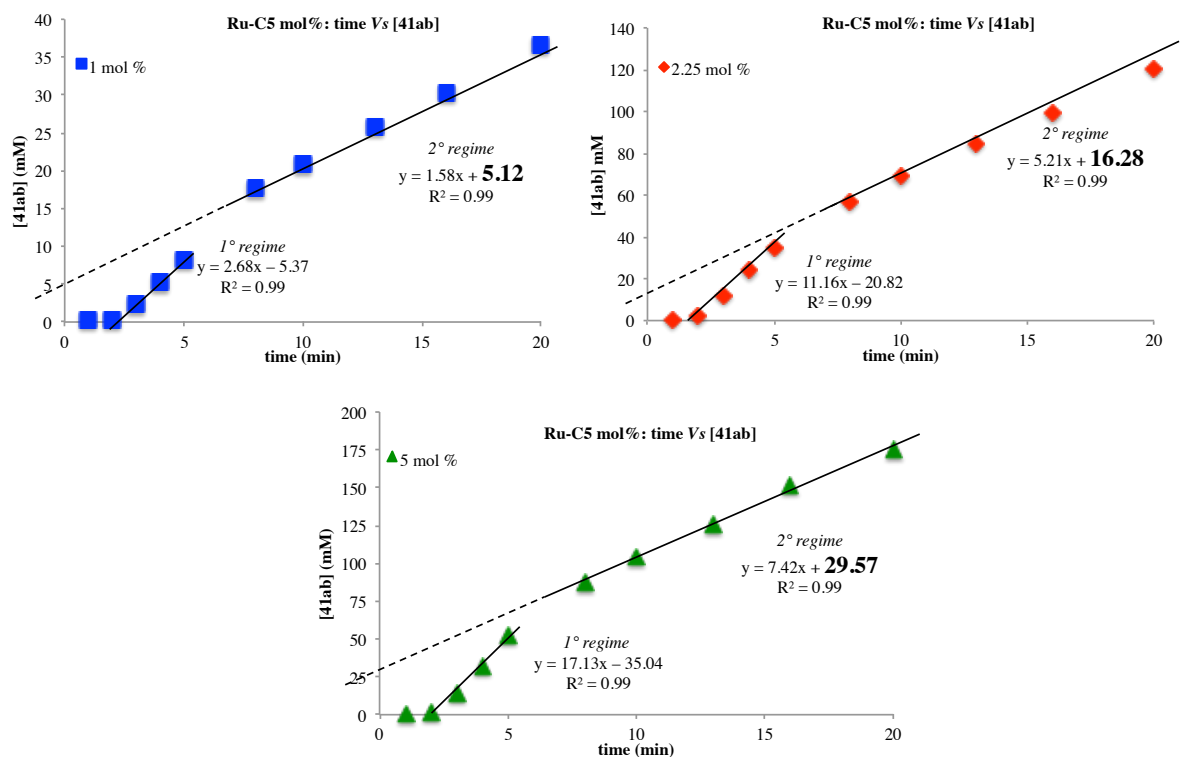 Ru-C5 mol%: time Vs [41ab]
1 mol %
[41ab] (mM)
40
35
30
25
20
15
10
5
0
2° regime
y = 1.58x + 5.12
R² = 0.99
1° regime
y = 2.68x – 5.37
R² = 0.99
0 5 10 15 20
time (min)
Ru-C5 mol%: time Vs [41ab]
2.25 mol %
[41ab] mM
140
120
100
80
60
40
20
0
2° regime
y = 5.21x + 16.28
R² = 0.99
1° regime
y = 11.16x – 20.82
R² = 0.99
0 5 10 15 20
time (min)
Ru-C5 mol%: time Vs [41ab]
5 mol %
[41ab] (mM)
200
175
150
125
100
75
50
25
0
2° regime
y = 7.42x + 29.57
R² = 0.99
1° regime
y = 17.13x – 35.04
R² = 0.99
0 5 10 15 20
time (min)